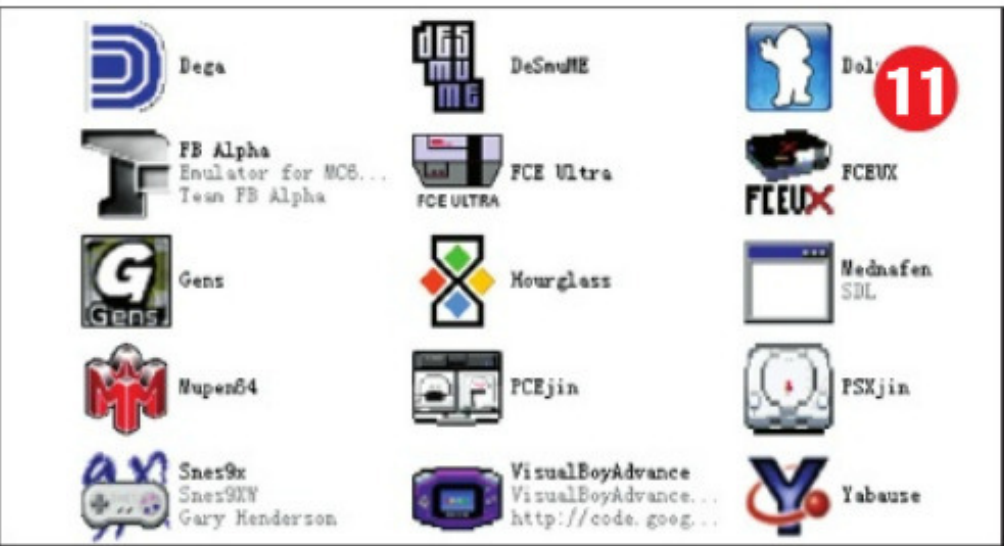 Dega
DeSmuME
Dol
11
FB Alpha
Emulator for MC6...
Team FB Alpha
FCE Ultra
FCE ULTRA
FCEUX
FCEUX
Gens
Gens
Hourglass
Mednafen
SDL
Mupen64
PCEjin
PSXjin
Snes9x
Snes9XW
Gary Henderson
VisualBoyAdvance
VisualBoyAdvance...
http://code.goog...
Yabause